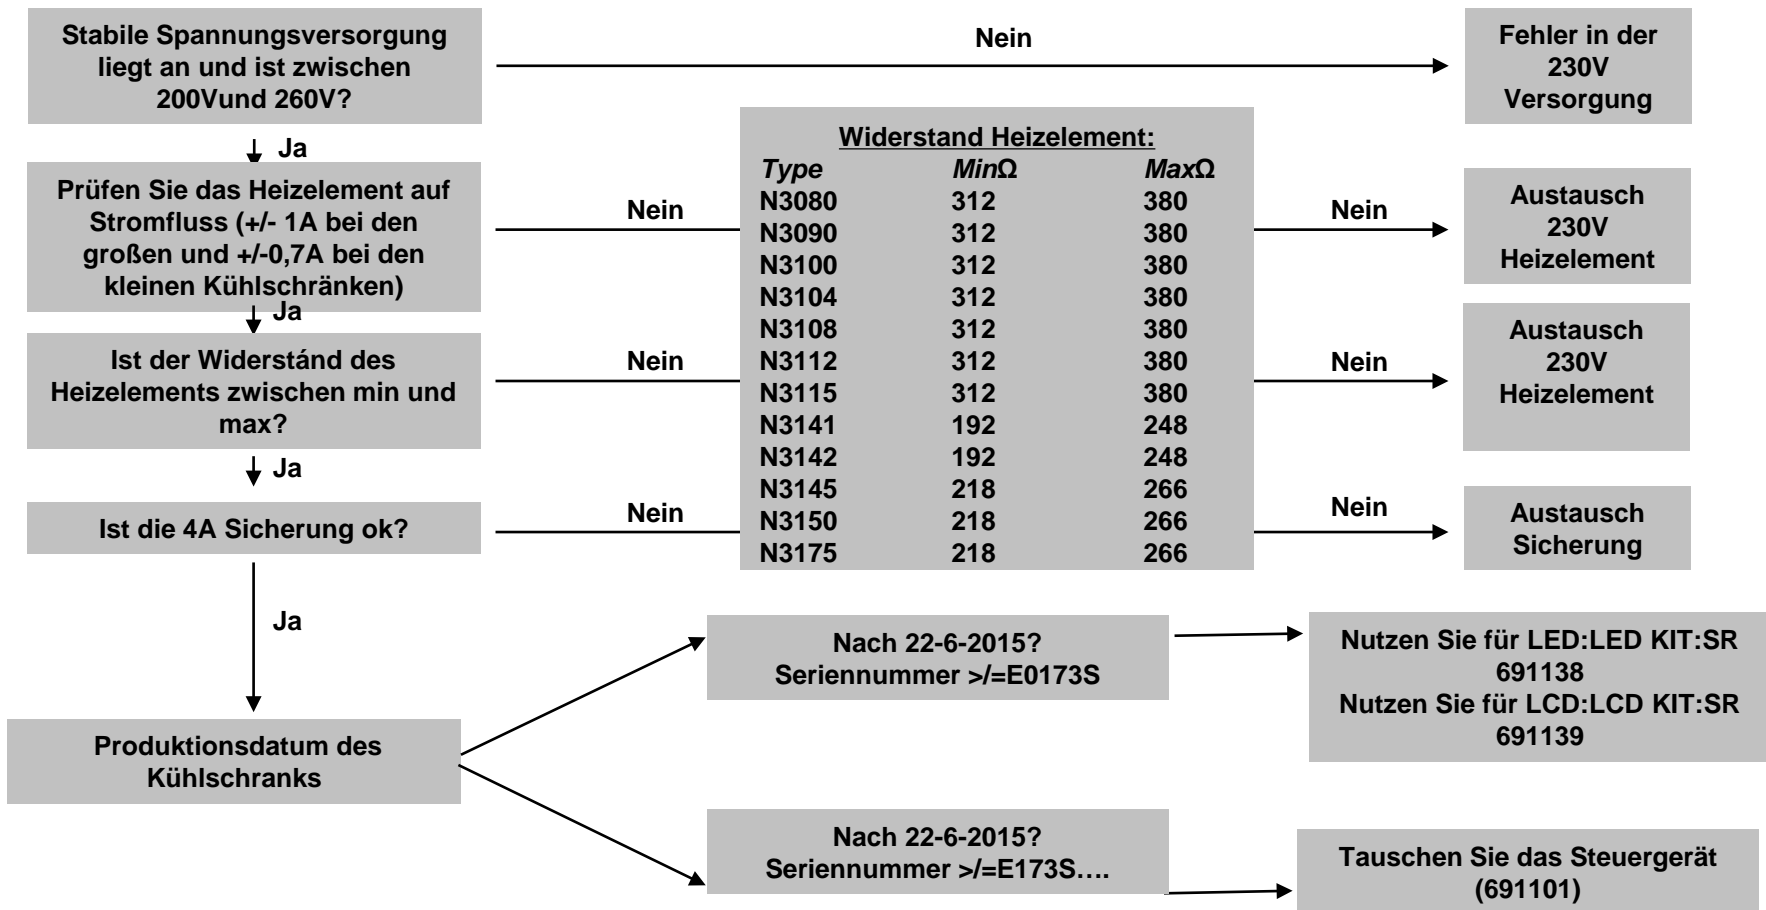 Stabile Spannungsversorgung
liegt an und ist zwischen
200Vund 260V?
Nein
Fehler in der
230V
Versorgung
Ja
Prüfen Sie das Heizelement auf
Stromfluss (+/- 1A bei den
großen und +/-0,7A bei den
kleinen Kühlschränken)
Nein
Widerstand Heizelement:
Type MinΩ MaxΩ
N3080 312 380
N3090 312 380
N3100 312 380
N3104 312 380
N3108 312 380
N3112 312 380
N3115 312 380
N3141 192 248
N3142 192 248
N3145 218 266
N3150 218 266
N3175 218 266
Nein
Austausch
230V
Heizelement
Ja
Ist der Widerstánd des
Heizelements zwischen min und
max?
Nein
Nein
Austausch
230V
Heizelement
Ja
Ist die 4A Sicherung ok?
Nein
Nein
Austausch
Sicherung
Ja
Produktionsdatum des
Kühlschranks
Nach 22-6-2015?
Seriennummer >/=E0173S
Nutzen Sie für LED:LED KIT:SR
691138
Nutzen Sie für LCD:LCD KIT:SR
691139
Nach 22-6-2015?
Seriennummer >/=E173S….
Tauschen Sie das Steuergerät
(691101)